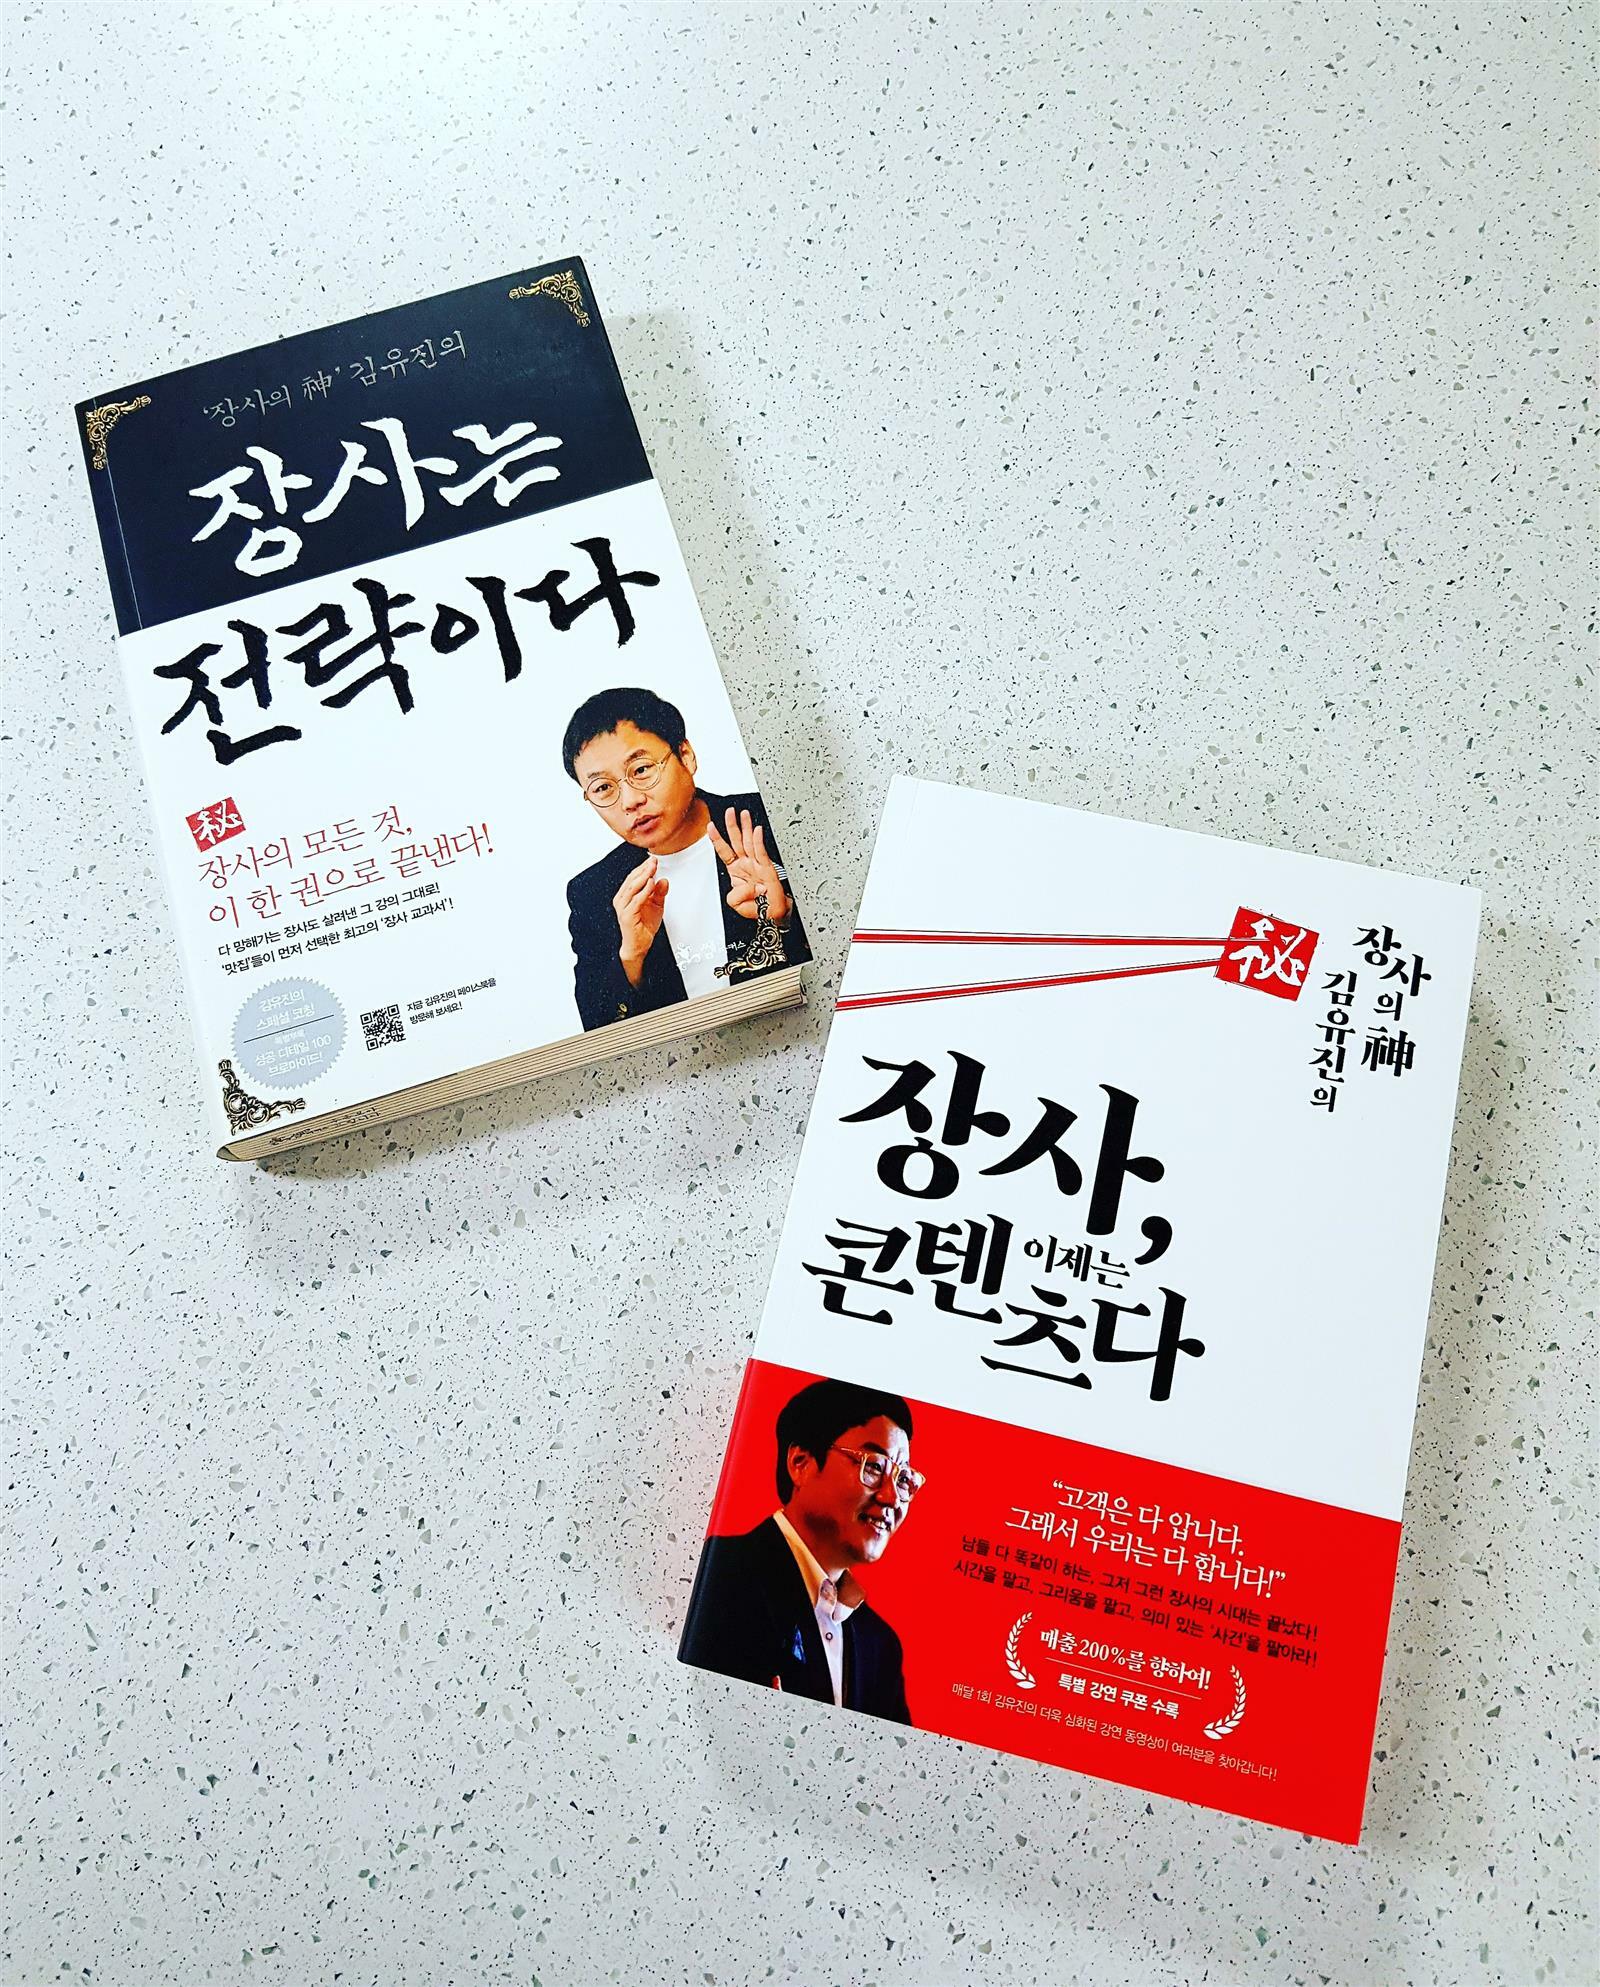 ‘장사의 神’ 김유진의
장사는
전략이다
秘
장사의 모든 것,
이 한 권으로 끝낸다!
다 망해가는 장사도 살려낸 그 강의 그대로!
‘맛집’들이 먼저 선택한 최고의 ‘장사 교과서’!
김유진의
스페셜 코칭
특별부록
성공 디테일 100
브로마이드!
지금 김유진의 페이스북을
방문해 보세요!
秘
장사의 神
김유진의
장사,
이제는
콘텐츠다
“고객은 다 압니다.
그래서 우리는 다 합니다!”
남들 다 똑같이 하는, 그저 그런 장사의 시대는 끝났다!
시간을 팔고, 그리움을 팔고, 의미 있는 ‘사건’을 팔아라!
매출 200%를 향하여!
특별 강연 쿠폰 수록
매달 1회 김유진의 더욱 심화된 강연 동영상이 여러분을 찾아갑니다!